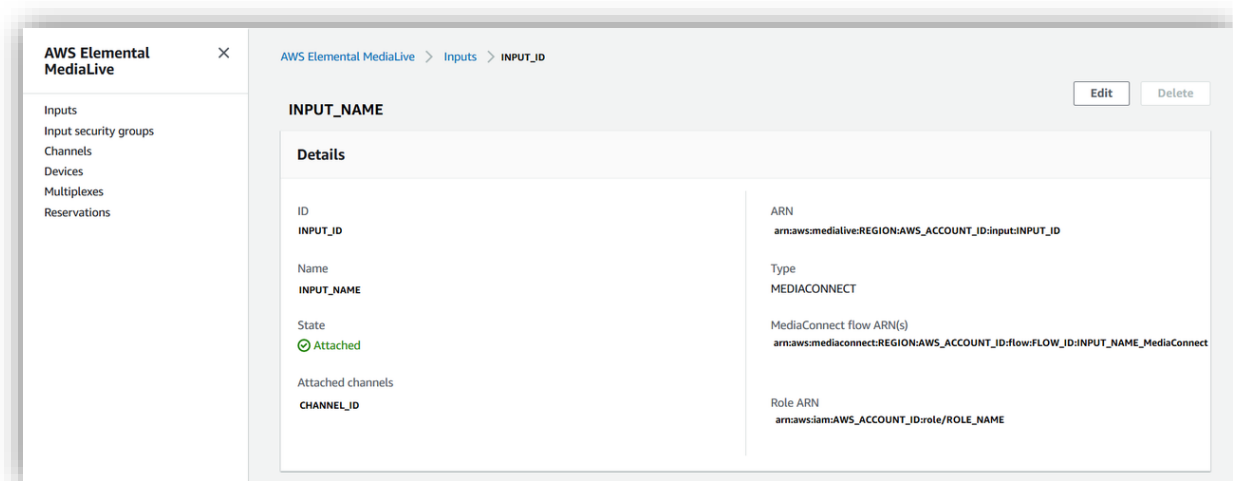 AWS Elemental
MediaLive
Inputs
Input security groups
Channels
Devices
Multiplexes
Reservations
AWS Elemental MediaLive > Inputs > INPUT_ID
Edit
Delete
INPUT_NAME
Details
ID
INPUT_ID
Name
INPUT_NAME
State
Attached
Attached channels
CHANNEL_ID
ARN
arn:aws:medialive:REGION:AWS_ACCOUNT_ID:input:INPUT_ID
Type
MEDIACONNECT
MediaConnect flow ARN(s)
arn:aws:mediaconnect:REGION:AWS_ACCOUNT_ID:flow:FLOW_ID:INPUT_NAME_MediaConnect
Role ARN
arn:aws:iam:AWS_ACCOUNT_ID:role/ROLE_NAME